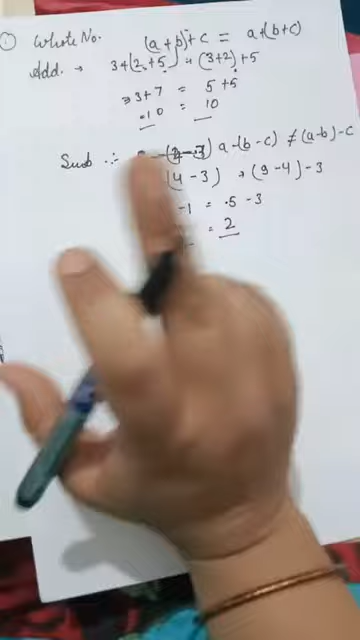 ① Whole No. (a+b)+c = a+(b+c)
Add. → 3+(2+5) = (3+2)+5
⇒ 3+7 = 5+5
10 = 10
Sub ∴ a-(b-c) ≠ (a-b)-c
(4-3) → (9-4)-3
-1 = 5-3
= 2